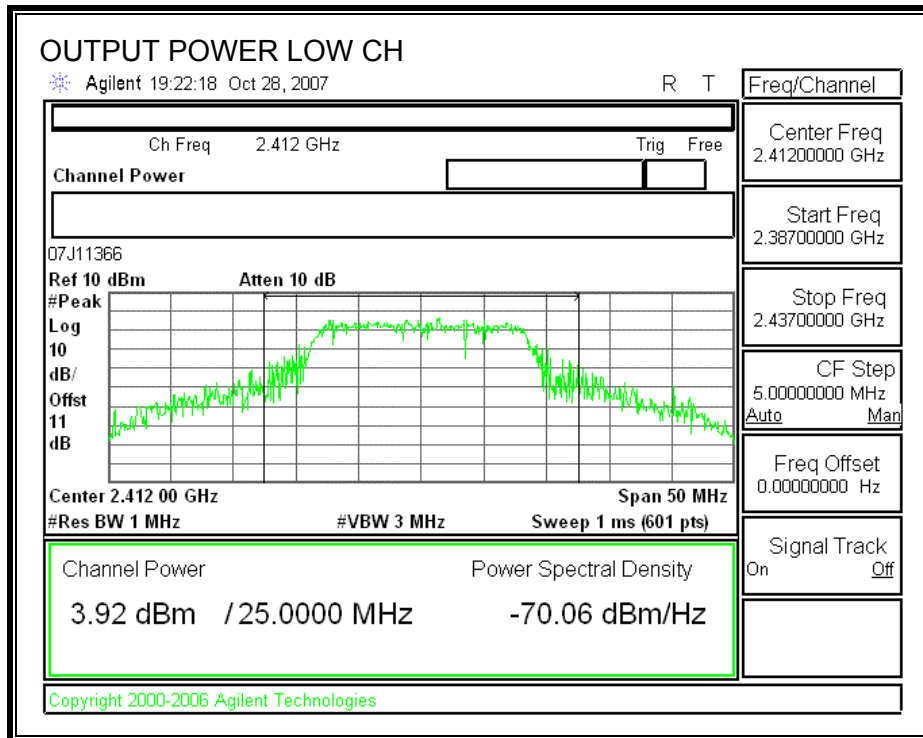 OUTPUT POWER LOW CH
Agilent 19:22:18 Oct 28, 2007 R T
Freq/Channel
Ch Freq 2.412 GHz Trig Free
Channel Power
Center Freq
2.41200000 GHz
Start Freq
2.38700000 GHz
Stop Freq
2.43700000 GHz
CF Step
5.00000000 MHz
Auto Man
Freq Offset
0.00000000 Hz
Signal Track
On Off
07J11366
Ref 10 dBm Atten 10 dB
#Peak
Log
10
dB/
Offst
11
dB
Center 2.412 00 GHz Span 50 MHz
#Res BW 1 MHz #VBW 3 MHz Sweep 1 ms (601 pts)
Channel Power Power Spectral Density
3.92 dBm /25.0000 MHz -70.06 dBm/Hz
Copyright 2000-2006 Agilent Technologies